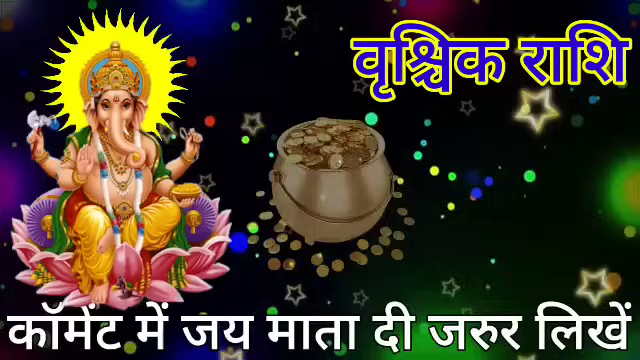 वृश्चिक राशि
कॉमेंट में जय माता दी जरुर लिखें